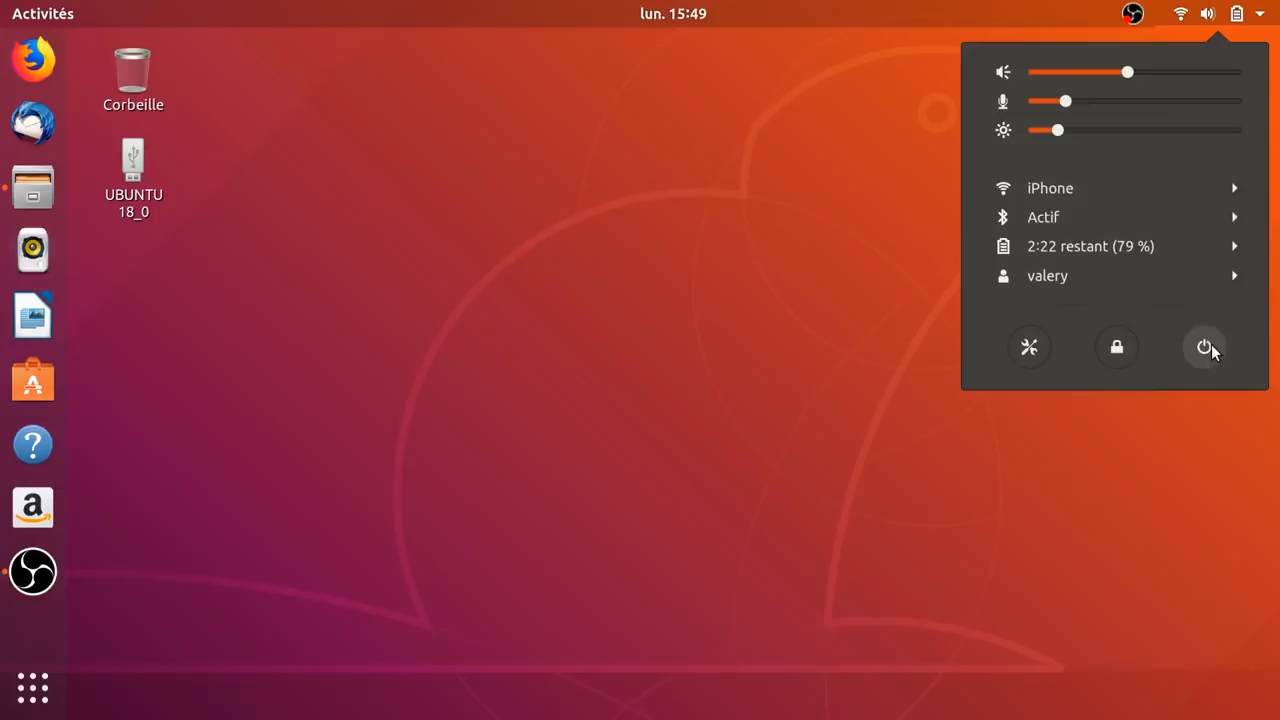 Activités
lun. 15:49
Corbeille
UBUNTU
18_0
iPhone
Actif
2:22 restant (79 %)
valery